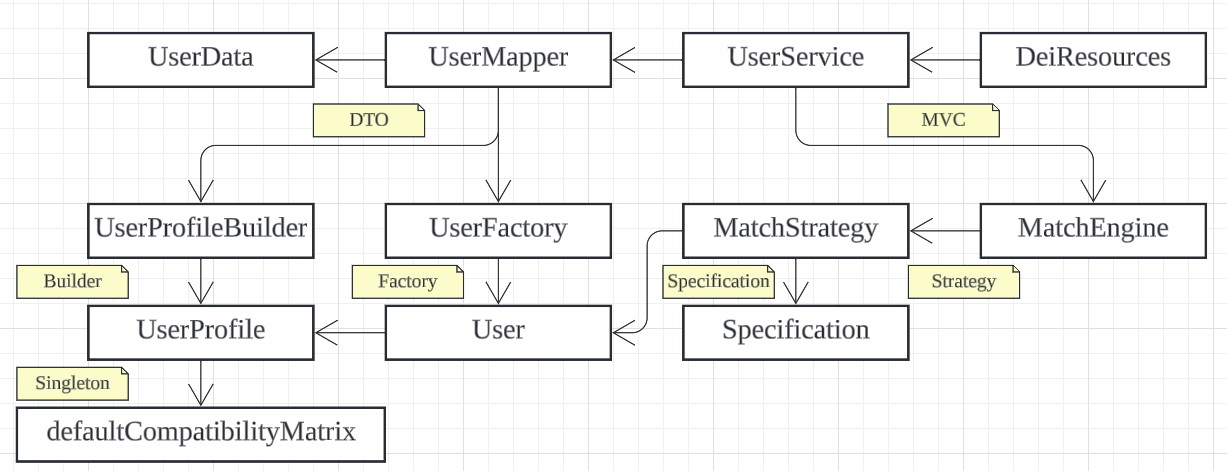 UserData
UserMapper
UserService
DeiResources
DTO
MVC
UserProfileBuilder
UserFactory
MatchStrategy
MatchEngine
Builder
Factory
Specification
Strategy
UserProfile
User
Specification
Singleton
defaultCompatibilityMatrix